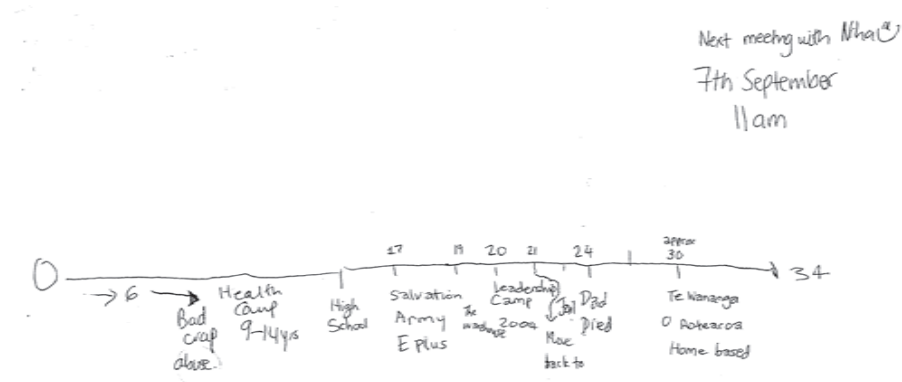 Next meeting with Nha
7th September
11am
0
17
19
20
21
24
approx
30
34
→ 6 →
Bad
crap
abuse.
Health
Camp
9-14yrs
High
School
Salvation
Army
E plus
The
warehouse
Leadership
Camp
2004
Jail
Move
back to
Dad
Died
Te Wananga
O Aotearoa
Home based